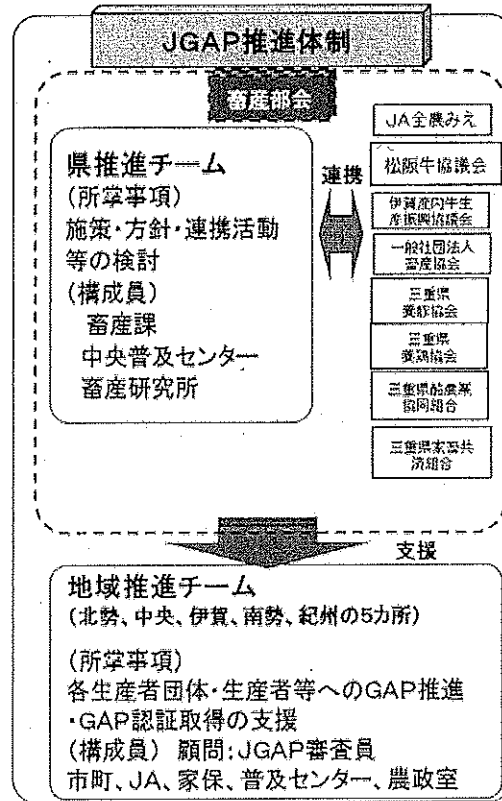 JGAP推進体制
畜産部会
県推進チーム
(所掌事項)
施策・方針・連携活動
等の検討
(構成員)
畜産課
中央普及センター
畜産研究所
連携
JA全農みえ
松阪牛協議会
伊賀産肉牛生
産振興協議会
一般社団法人
畜産協会
三重県
養豚協会
三重県
養鶏協会
三重県酪農業
協同組合
三重県家畜共
済組合
支援
地域推進チーム
(北勢、中央、伊賀、南勢、紀州の5カ所)
(所掌事項)
各生産者団体・生産者等へのGAP推進
・GAP認証取得の支援
(構成員) 顧問:JGAP審査員
市町、JA、家保、普及センター、農政室